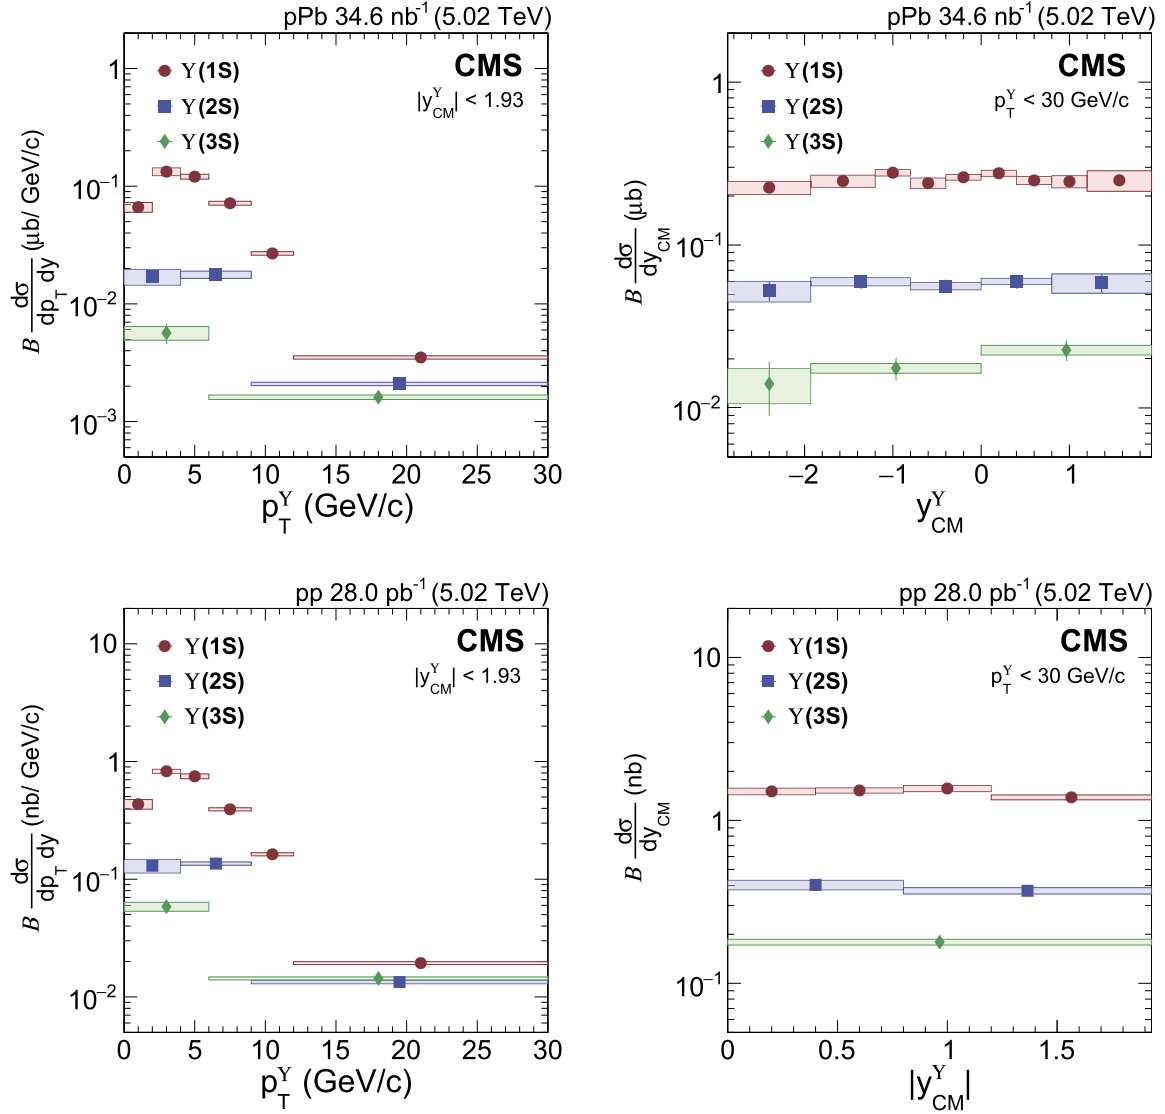 pPb 34.6 nb⁻¹ (5.02 TeV)
CMS
|y^Υ_CM| < 1.93
Υ(1S)
Υ(2S)
Υ(3S)
B dσ/dp_T dy (μb/ GeV/c)
1
10⁻¹
10⁻²
10⁻³
0 5 10 15 20 25 30
p^Υ_T (GeV/c)
pPb 34.6 nb⁻¹ (5.02 TeV)
CMS
p^Υ_T < 30 GeV/c
Υ(1S)
Υ(2S)
Υ(3S)
B dσ/dy_CM (μb)
1
10⁻¹
10⁻²
−2 −1 0 1
y^Υ_CM
pp 28.0 pb⁻¹ (5.02 TeV)
CMS
|y^Υ_CM| < 1.93
Υ(1S)
Υ(2S)
Υ(3S)
B dσ/dp_T dy (nb/ GeV/c)
10
1
10⁻¹
10⁻²
0 5 10 15 20 25 30
p^Υ_T (GeV/c)
pp 28.0 pb⁻¹ (5.02 TeV)
CMS
p^Υ_T < 30 GeV/c
Υ(1S)
Υ(2S)
Υ(3S)
B dσ/dy_CM (nb)
10
1
10⁻¹
0 0.5 1 1.5
|y^Υ_CM|